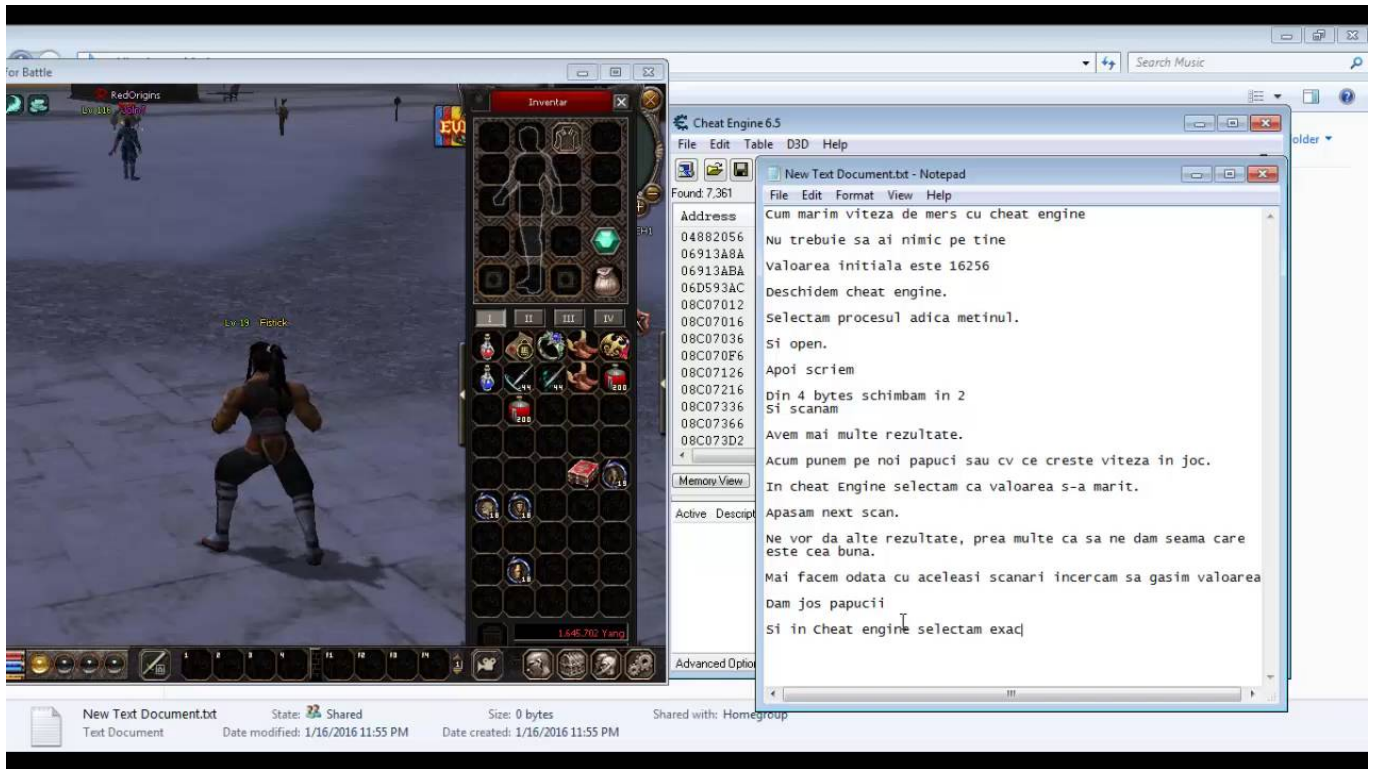 Search Music
for Battle
RedOrigins
Lv 116
Inventar
EVI
CH1
older
Cheat Engine 6.5
File Edit Table D3D Help
Found: 7,361
Address
04882056
06913A8A
06913ABA
06D593AC
08C07012
08C07016
08C07036
08C070F6
08C07126
08C07216
08C07336
08C07366
08C073D2
Memory View
Active Descript
Advanced Optio
New Text Document.txt - Notepad
File Edit Format View Help
Cum marim viteza de mers cu cheat engine
Nu trebuie sa ai nimic pe tine
Valoarea initiala este 16256
Deschidem cheat engine.
Selectam procesul adica metinul.
Si open.
Apoi scriem
Din 4 bytes schimbam in 2
Si scanam
Avem mai multe rezultate.
Acum punem pe noi papuci sau cv ce creste viteza in joc.
In cheat Engine selectam ca valoarea s-a marit.
Apasam next scan.
Ne vor da alte rezultate, prea multe ca sa ne dam seama care
este cea buna.
Mai facem odata cu aceleasi scanari incercam sa gasim valoarea
Dam jos papucii
Si in Cheat engine selectam exac
Lv 19 Fistick
I II III IV
44 44 200
200
1.645.702 Yang
New Text Document.txt State: Shared Size: 0 bytes Shared with: Homegroup
Text Document Date modified: 1/16/2016 11:55 PM Date created: 1/16/2016 11:55 PM